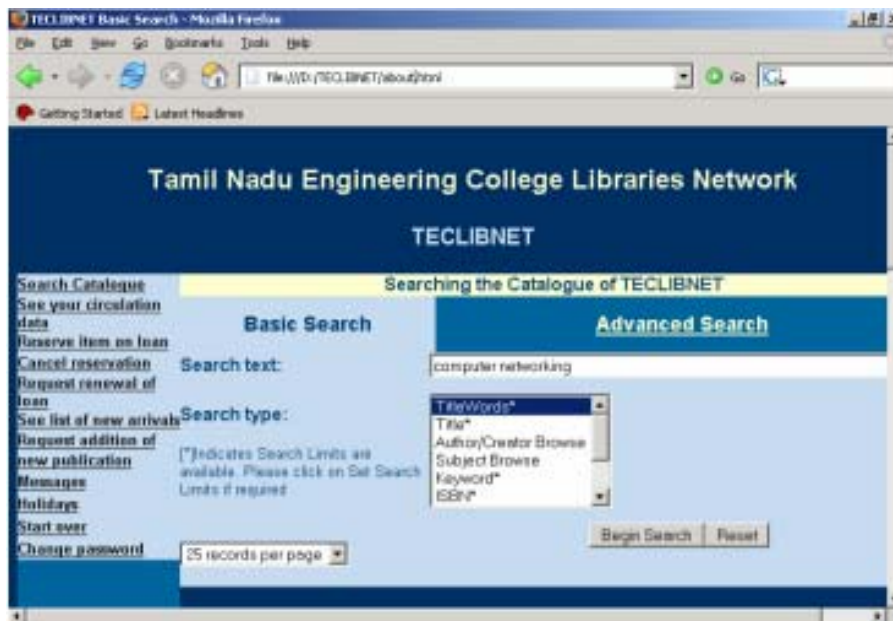 TECLIBNET Basic Search - Mozilla Firefox
File Edit View Go Bookmarks Tools Help
file:///D:/TECLIBNET/about.html Go
Getting Started Latest Headlines
Tamil Nadu Engineering College Libraries Network
TECLIBNET
Searching the Catalogue of TECLIBNET
Search Catalogue
See your circulation
data
Reserve item on loan
Cancel reservation
Request renewal of
loan
See list of new arrivals
Request addition of
new publication
Messages
Holidays
Start over
Change password
Basic Search Advanced Search
Search text: computer networking
Search type:
TitleWords*
Title*
Author/Creator Browse
Subject Browse
Keyword*
ISBN*
[*]Indicates Search Limits are
available. Please click on Set Search
Limits if required
Begin Search Reset
25 records per page